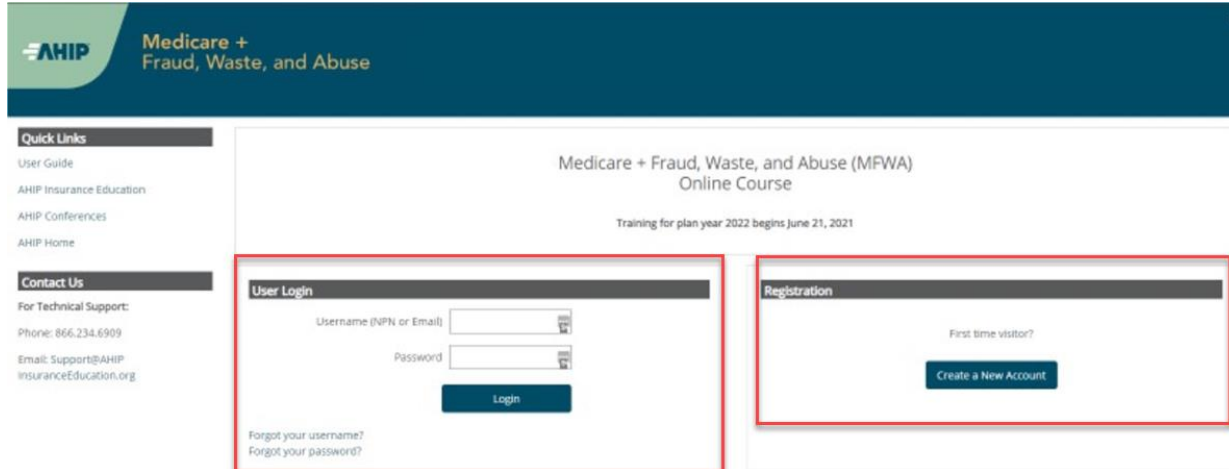 AHIP
Medicare +
Fraud, Waste, and Abuse
Quick Links
User Guide
AHIP Insurance Education
AHIP Conferences
AHIP Home
Contact Us
For Technical Support:
Phone: 866.234.6909
Email: Support@AHIP
InsuranceEducation.org
Medicare + Fraud, Waste, and Abuse (MFWA)
Online Course
Training for plan year 2022 begins June 21, 2021
User Login
Username (NPN or Email)
Password
Login
Forgot your username?
Forgot your password?
Registration
First time visitor?
Create a New Account